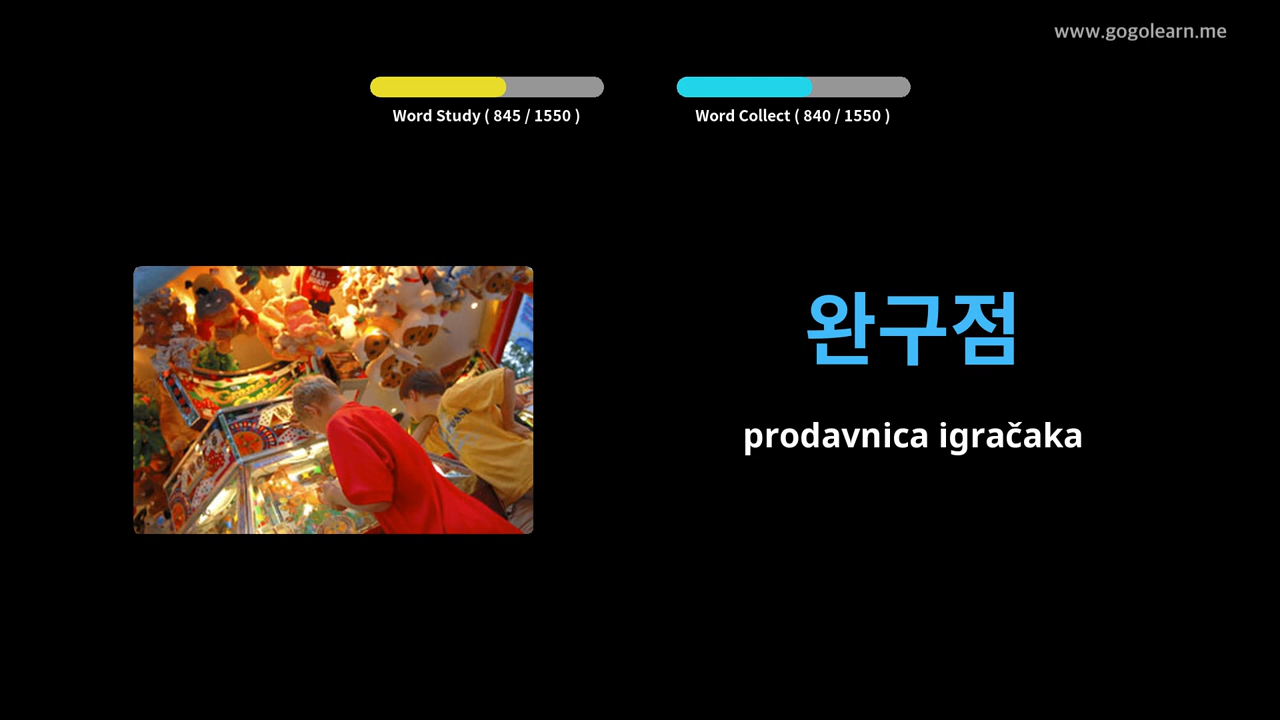 www.gogolearn.me
Word Study ( 845 / 1550 )
Word Collect ( 840 / 1550 )
완구점
prodavnica igračaka